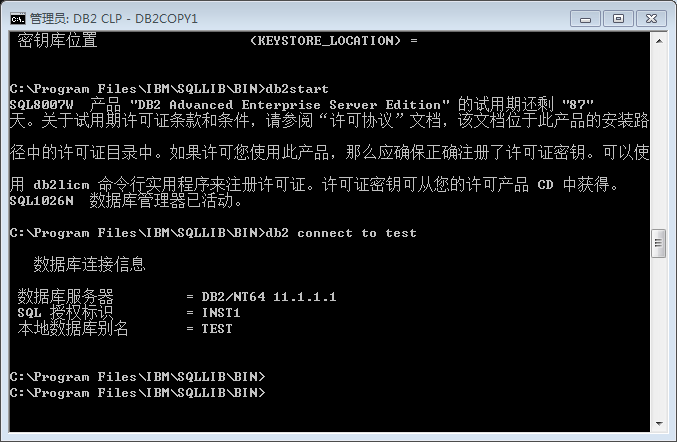 管理员: DB2 CLP - DB2COPY1
密钥库位置 (KEYSTORE_LOCATION) =
C:\Program Files\IBM\SQLLIB\BIN>db2start
SQL8007W 产品 "DB2 Advanced Enterprise Server Edition" 的试用期还剩 "87"
天。关于试用期许可证条款和条件，请参阅“许可协议”文档，该文档位于此产品的安装路
径中的许可证目录中。如果许可您使用此产品，那么应确保正确注册了许可证密钥。可以使
用 db2licm 命令行实用程序来注册许可证。许可证密钥可从您的许可产品 CD 中获得。
SQL1026N 数据库管理器已活动。
C:\Program Files\IBM\SQLLIB\BIN>db2 connect to test
数据库连接信息
数据库服务器 = DB2/NT64 11.1.1.1
SQL 授权标识 = INST1
本地数据库别名 = TEST
C:\Program Files\IBM\SQLLIB\BIN>
C:\Program Files\IBM\SQLLIB\BIN>